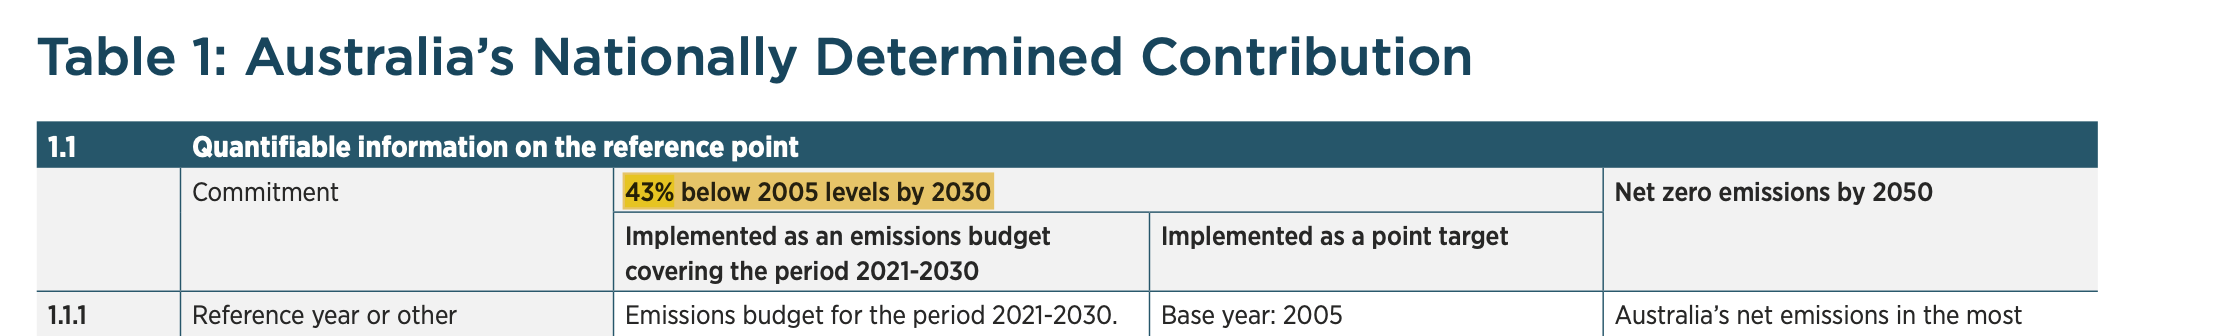 Table 1: Australia’s Nationally Determined Contribution
1.1 Quantifiable information on the reference point
Commitment 43% below 2005 levels by 2030 Net zero emissions by 2050
Implemented as an emissions budget Implemented as a point target
covering the period 2021-2030
1.1.1 Reference year or other Emissions budget for the period 2021-2030. Base year: 2005 Australia’s net emissions in the most